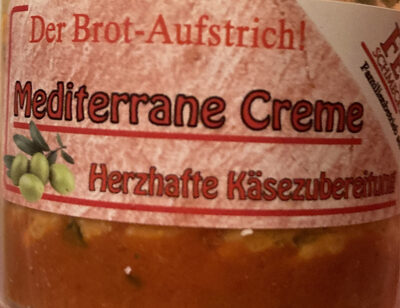 Der Brot-Aufstrich!
Mediterrane Creme
Herzhafte Käsezubereitung